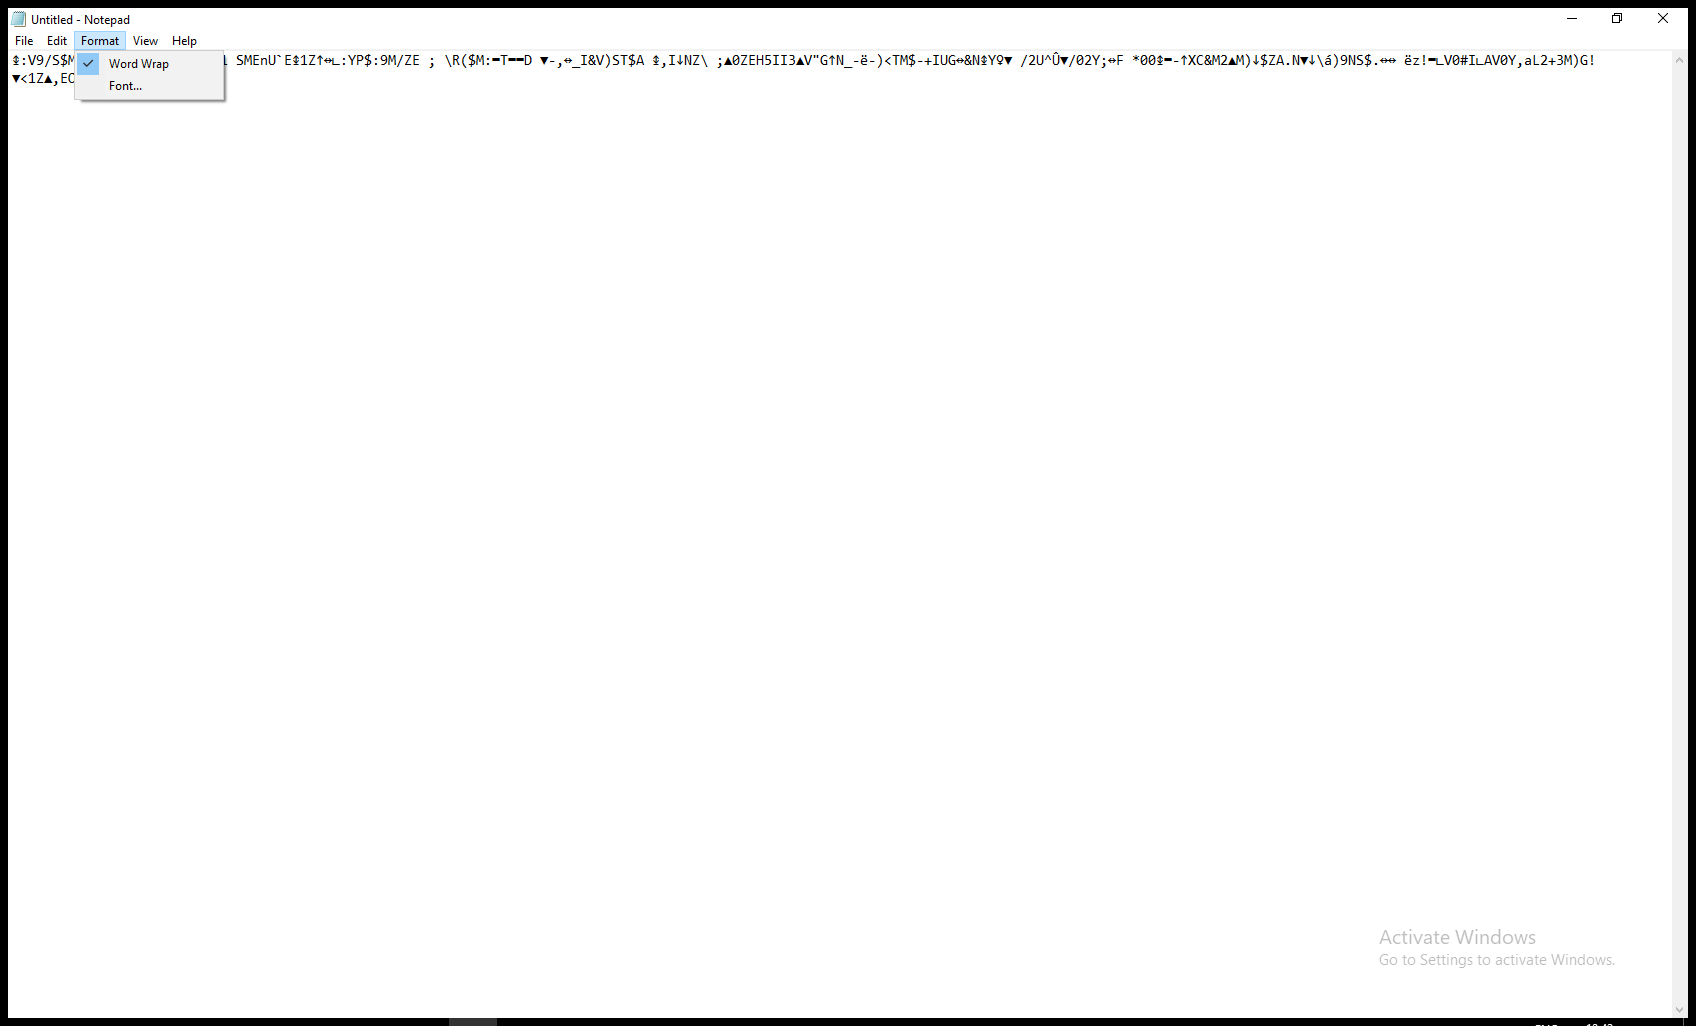 Untitled - Notepad
File Edit Format View Help
↨:V9/S$M SMEnU`E↨1Z↑↔∟:YP$:9M/ZE ; \R($M:▬T▬▬D ▼-,↔_I&V)ST$A ↨,I↓NZ\ ;▲0ZEH5II3▲V"G↑N_-ë-)<TM$-+IUG↔&N↨Y♀▼ /2U^Û▼/02Y;↔F *00↨▬-↑XC&M2▲M)↓$ZA.N▼↓\á)9NS$.↔↔ ëz!▬∟V0#I∟AV0Y,aL2+3M)G!
▼<1Z▲,EO
Word Wrap
Font...
Activate Windows
Go to Settings to activate Windows.